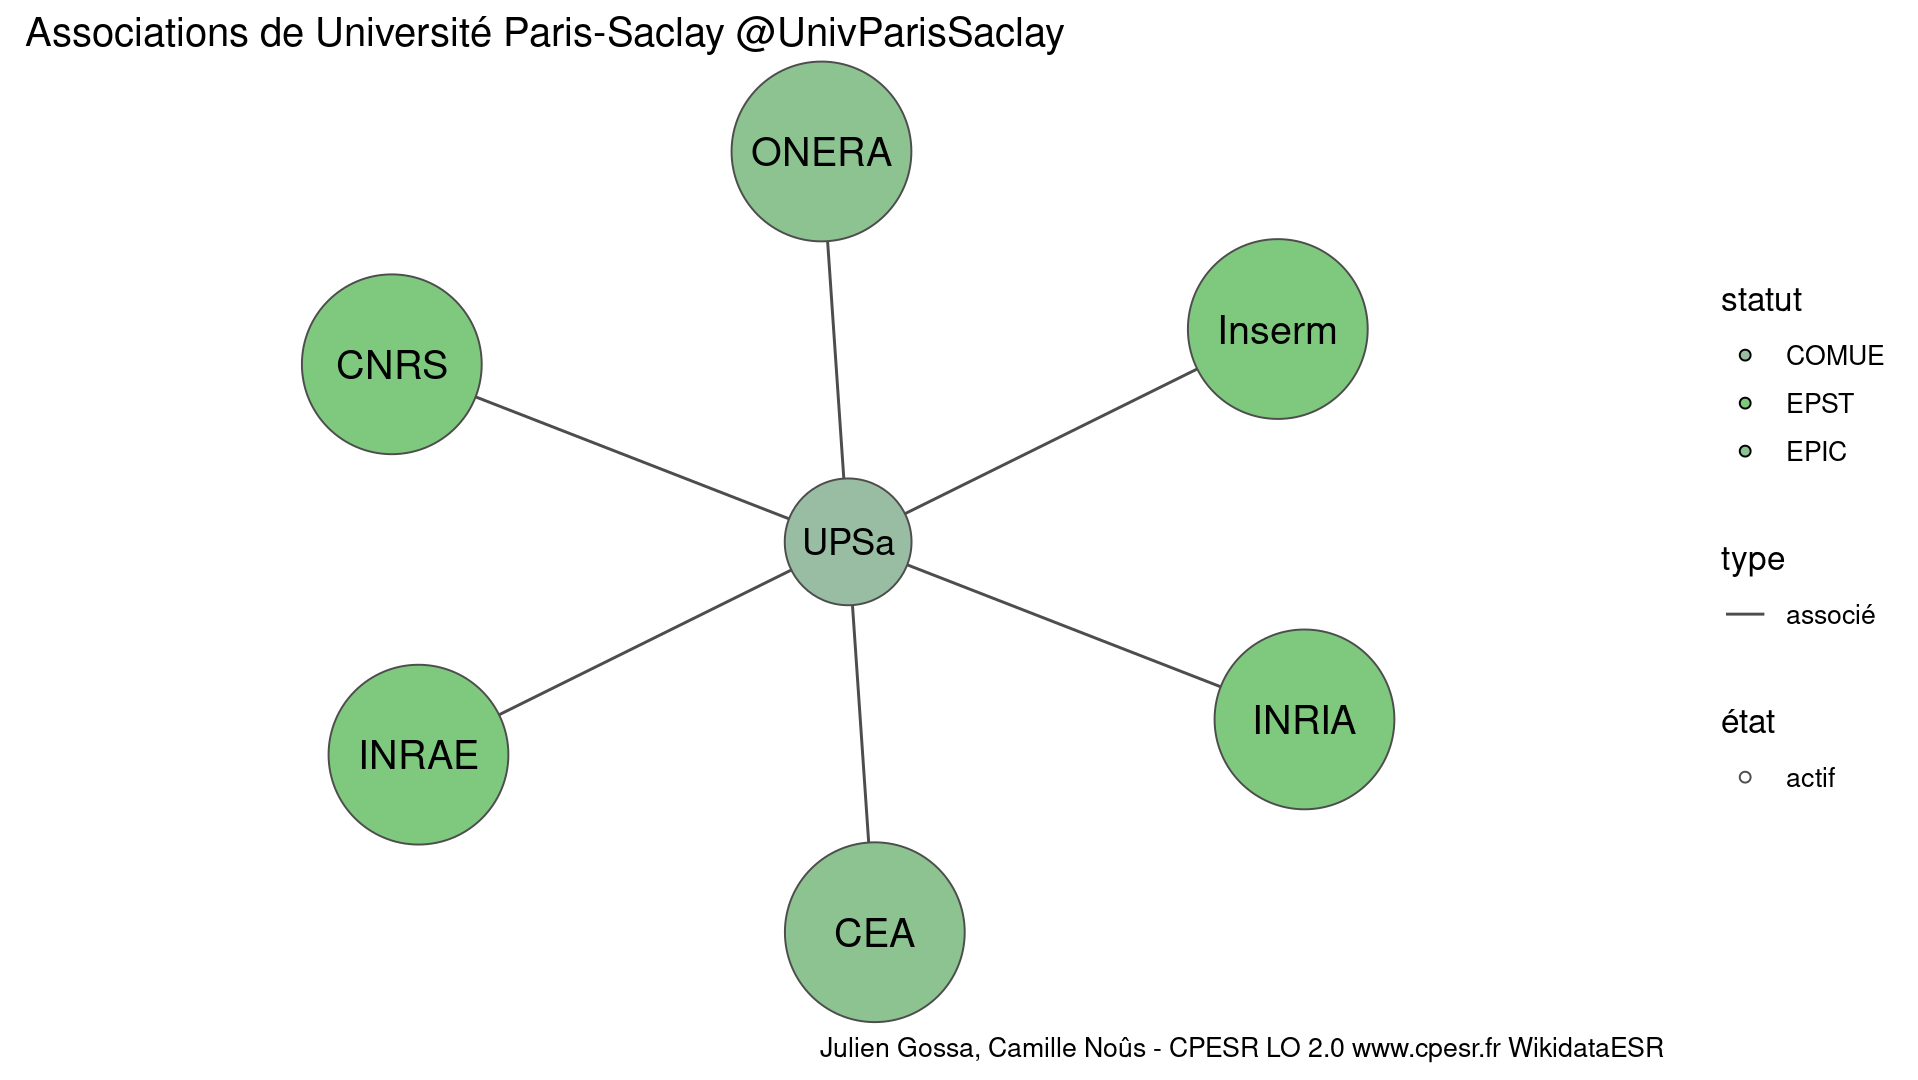 Associations de Université Paris-Saclay @UnivParisSaclay
ONERA
Inserm
CNRS
UPSa
INRIA
INRAE
CEA
statut
COMUE
EPST
EPIC
type
associé
état
actif
Julien Gossa, Camille Noûs - CPESR LO 2.0 www.cpesr.fr WikidataESR